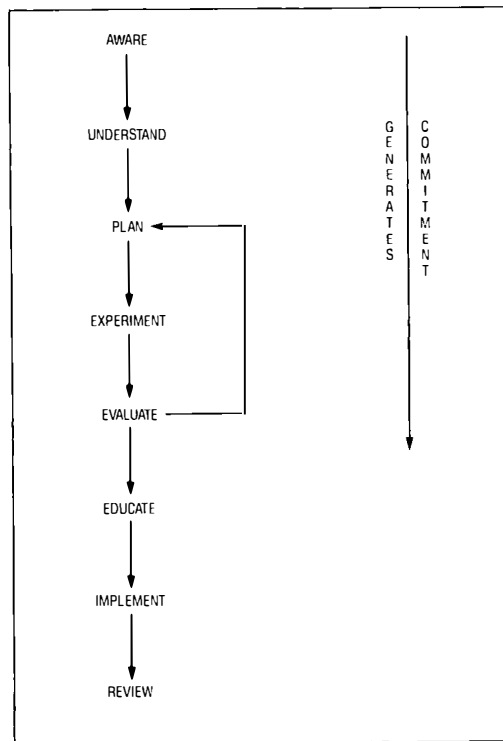 AWARE
UNDERSTAND
PLAN
EXPERIMENT
EVALUATE
EDUCATE
IMPLEMENT
REVIEW
GENERATES
COMMITMENT